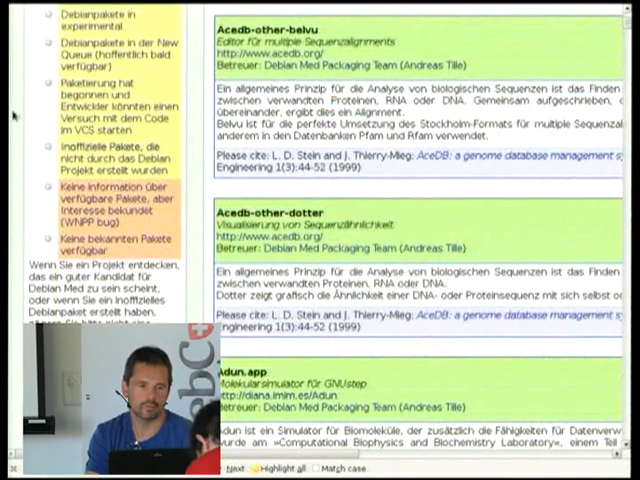 Debianpakete in
experimental
Debianpakete in der New
Queue (hoffentlich bald
verfügbar)
Paketierung hat
begonnen und
Entwickler könnten einen
Versuch mit dem Code
im VCS starten
Inoffizielle Pakete, die
nicht durch das Debian
Projekt erstellt wurden
Keine Information über
verfügbare Pakete, aber
Interesse bekundet
(WNPP bug)
Keine bekannten Pakete
verfügbar
Wenn Sie ein Projekt entdecken,
das ein guter Kandidat für
Debian Med zu sein scheint,
oder wenn Sie ein inoffizielles
Debianpaket erstellt haben,
Acedb-other-belvu
Editor für multiple Sequenzalignments
http://www.acedb.org/
Betreuer: Debian Med Packaging Team (Andreas Tille)
Ein allgemeines Prinzip für die Analyse von biologischen Sequenzen ist das Finden
zwischen verwandten Proteinen, RNA oder DNA. Gemeinsam aufgeschrieben,
übereinander, ergibt dies ein Alignment.
Belvu ist für die perfekte Umsetzung des Stockholm-Formats für multiple
anderem in den Datenbanken Pfam und Rfam verwendet.
Please cite: L. D. Stein and J. Thierry-Mieg: AceDB: a genome database management
Engineering 1(3):44-52 (1999)
Acedb-other-dotter
Visualisierung von Sequenzähnlichkeit
http://www.acedb.org/
Betreuer: Debian Med Packaging Team (Andreas Tille)
Ein allgemeines Prinzip für die Analyse von biologischen Sequenzen ist das Finden
zwischen verwandten Proteinen, RNA oder DNA.
Dotter zeigt grafisch die Ähnlichkeit einer DNA- oder Proteinsequenz mit sich selbst
Please cite: L. D. Stein and J. Thierry-Mieg: AceDB: a genome database management
ngineering 1(3):44-52 (1999)
Adun.app
olekularsimulator für GNUstep
http://diana.imim.es/Adun
Betreuer: Debian Med Packaging Team (Andreas Tille)
dun ist ein Simulator für Biomoleküle, der zusätzlich die Fähigkeiten für
urde am »Computational Biophysics and Biochemistry Laboratory«, einem Teil
Next Highlight all Match case
ebC